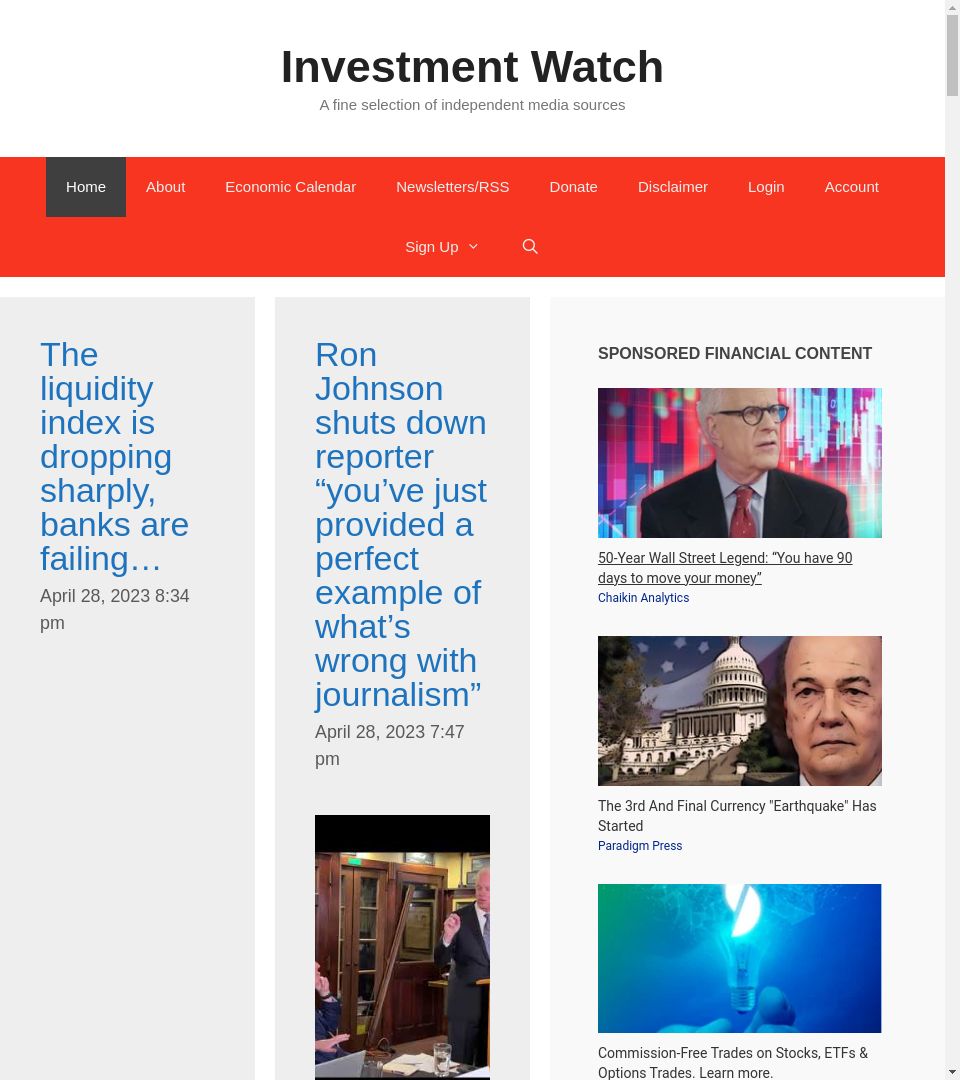 Investment Watch
A fine selection of independent media sources
Home
About
Economic Calendar
Newsletters/RSS
Donate
Disclaimer
Login
Account
Sign Up
The
liquidity
index is
dropping
sharply,
banks are
failing…
April 28, 2023 8:34
pm
Ron
Johnson
shuts down
reporter
“you’ve just
provided a
perfect
example of
what’s
wrong with
journalism”
April 28, 2023 7:47
pm
SPONSORED FINANCIAL CONTENT
50-Year Wall Street Legend: “You have 90
days to move your money”
Chaikin Analytics
The 3rd And Final Currency "Earthquake" Has
Started
Paradigm Press
Commission-Free Trades on Stocks, ETFs &
Options Trades. Learn more.